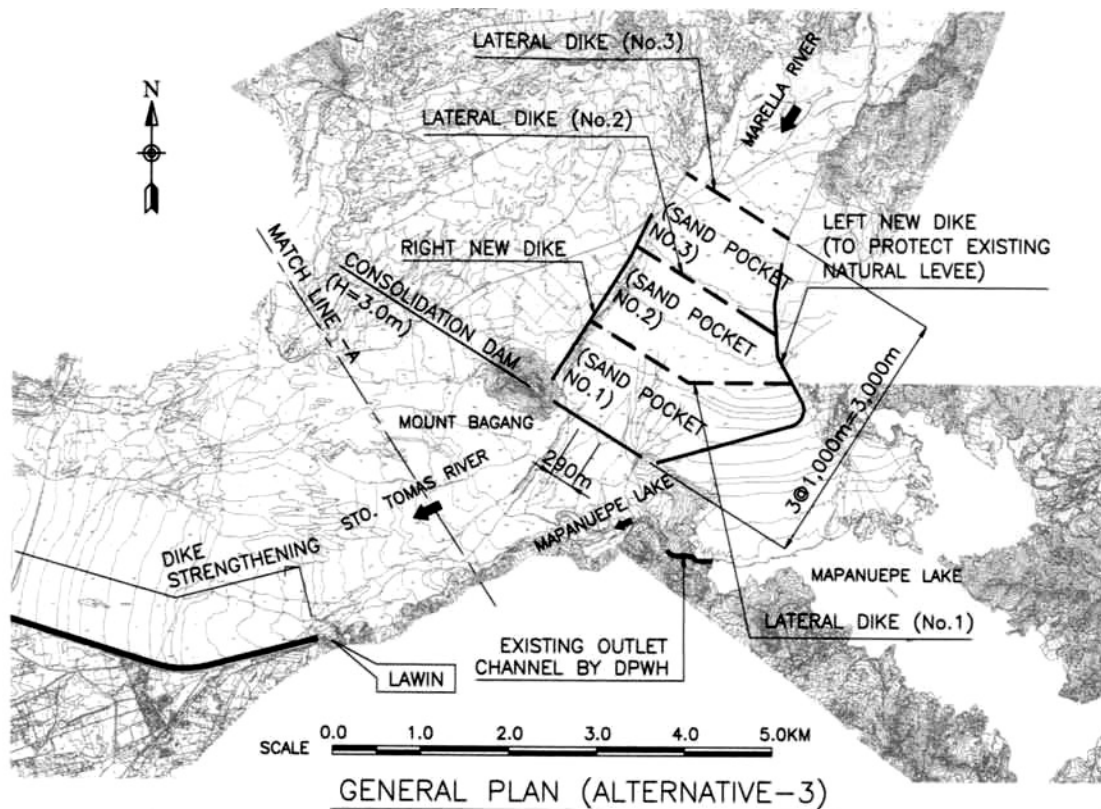 LATERAL DIKE (No.3)
MARELLA RIVER
N
LATERAL DIKE (No.2)
LEFT NEW DIKE
(TO PROTECT EXISTING
NATURAL LEVEE)
RIGHT NEW DIKE
(SAND POCKET
NO.3)
MATCH LINE A
CONSOLIDATION DAM
(H=3.0m)
(SAND POCKET
NO.2)
(SAND POCKET
NO.1)
MOUNT BAGANG
3@1,000m=3,000m
290m
STO. TOMAS RIVER
MAPANUEPE LAKE
DIKE
STRENGTHENING
MAPANUEPE LAKE
LATERAL DIKE (No.1)
EXISTING OUTLET
CHANNEL BY DPWH
LAWIN
0.0 1.0 2.0 3.0 4.0 5.0KM
SCALE
GENERAL PLAN (ALTERNATIVE-3)